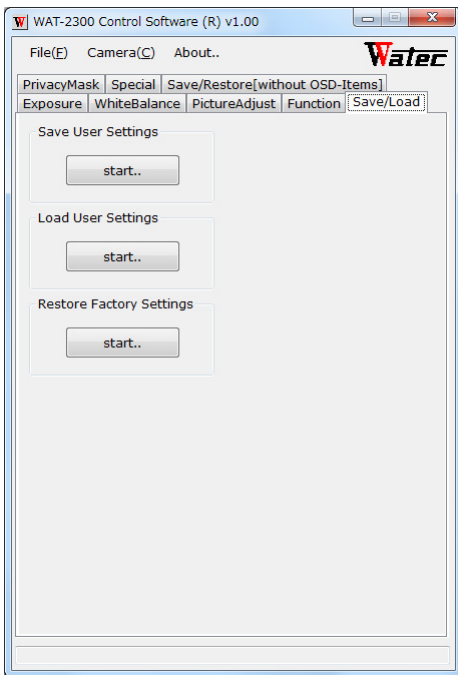 WAT-2300 Control Software (R) v1.00
File(F) Camera(C) About..
Watec
PrivacyMask Special Save/Restore[without OSD-Items]
Exposure WhiteBalance PictureAdjust Function Save/Load
Save User Settings
start..
Load User Settings
start..
Restore Factory Settings
start..